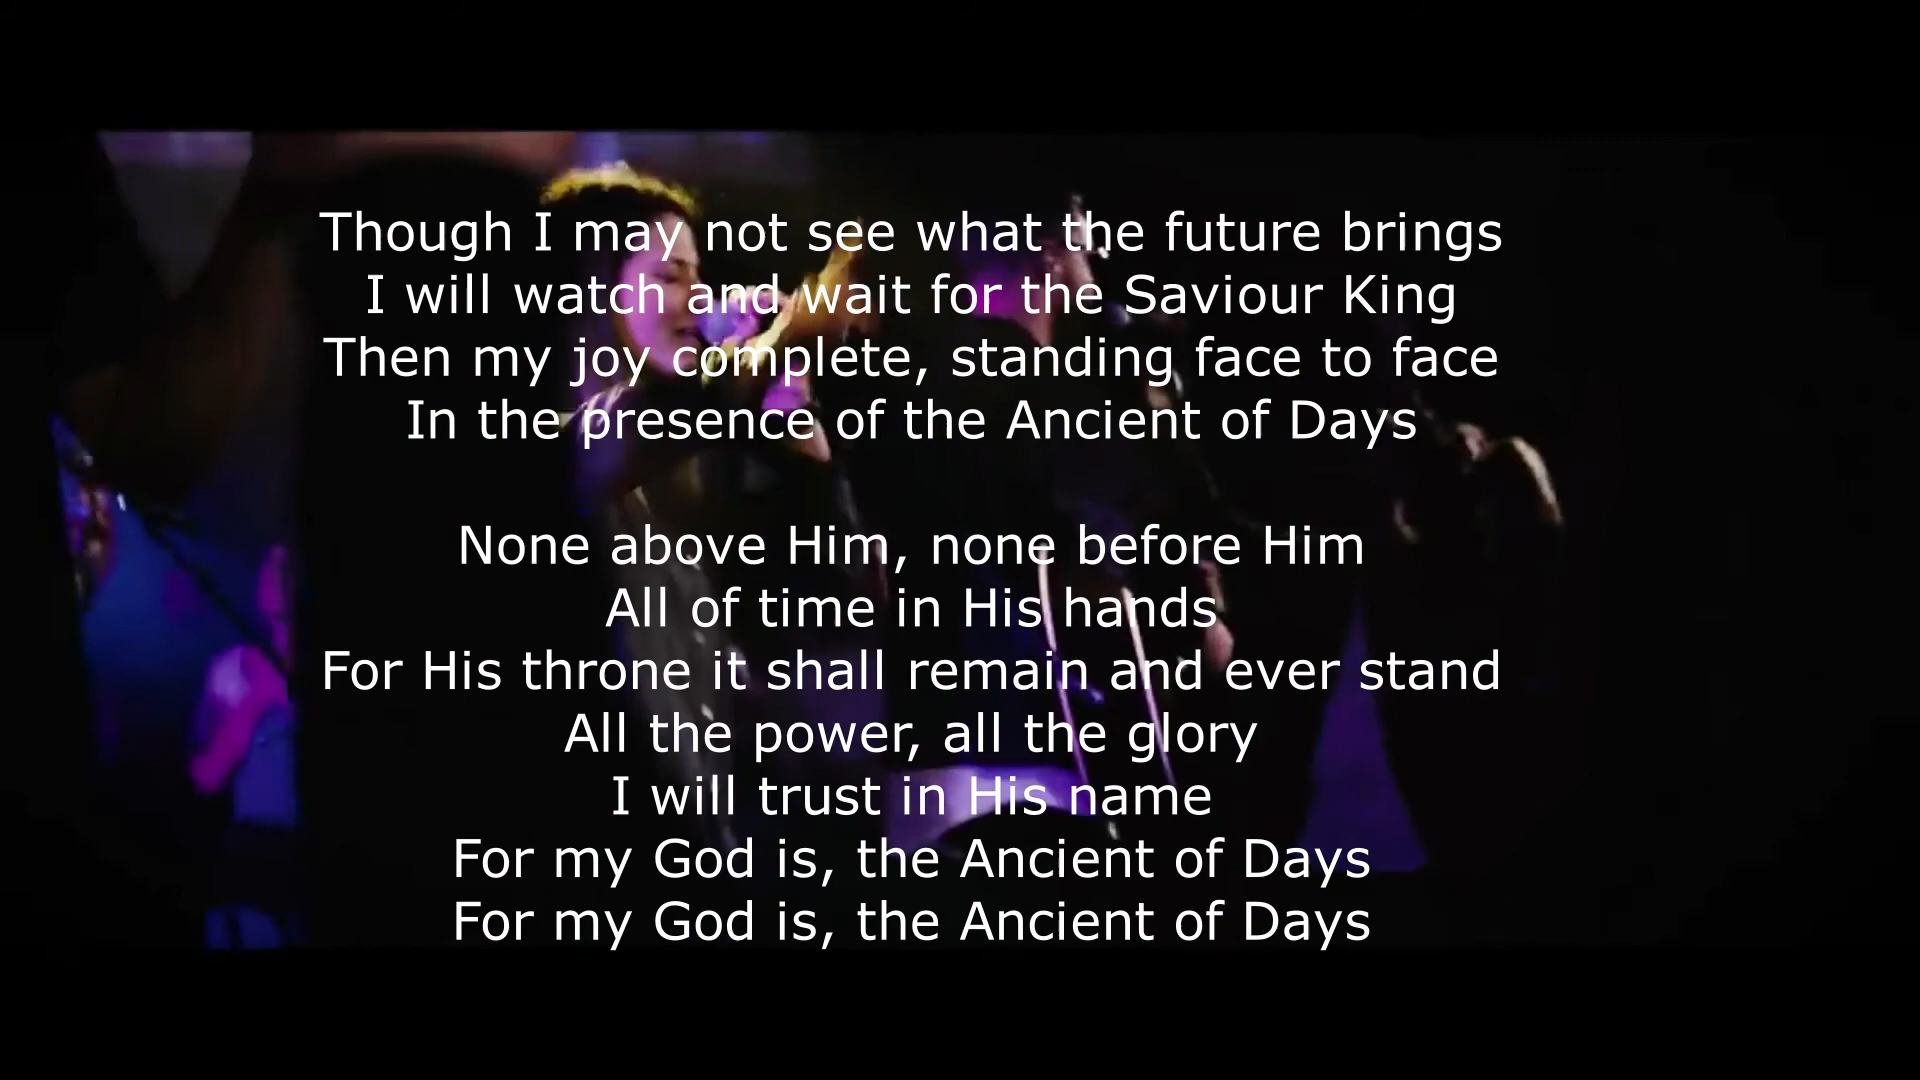 Though I may not see what the future brings
I will watch and wait for the Saviour King
Then my joy complete, standing face to face
In the presence of the Ancient of Days
None above Him, none before Him
All of time in His hands
For His throne it shall remain and ever stand
All the power, all the glory
I will trust in His name
For my God is, the Ancient of Days
For my God is, the Ancient of Days